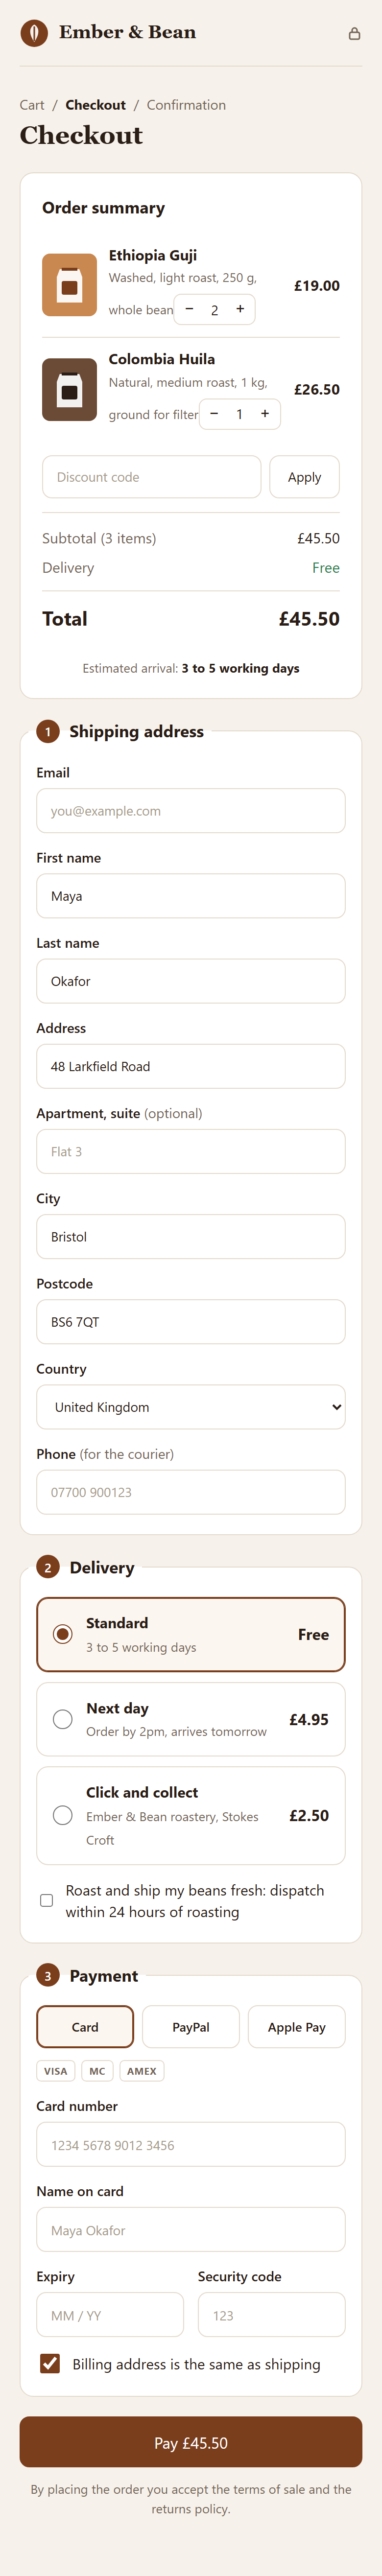 Ember & Bean
Cart / Checkout / Confirmation
Checkout
Order summary
Ethiopia Guji
Washed, light roast, 250 g,
whole bean − 2 +
£19.00
Colombia Huila
Natural, medium roast, 1 kg,
ground for filter − 1 +
£26.50
Discount code Apply
Subtotal (3 items) £45.50
Delivery Free
Total £45.50
Estimated arrival: 3 to 5 working days
1 Shipping address
Email
you@example.com
First name
Maya
Last name
Okafor
Address
48 Larkfield Road
Apartment, suite (optional)
Flat 3
City
Bristol
Postcode
BS6 7QT
Country
United Kingdom
Phone (for the courier)
07700 900123
2 Delivery
Standard
3 to 5 working days
Free
Next day
Order by 2pm, arrives tomorrow
£4.95
Click and collect
Ember & Bean roastery, Stokes
Croft
£2.50
Roast and ship my beans fresh: dispatch
within 24 hours of roasting
3 Payment
Card PayPal Apple Pay
VISA MC AMEX
Card number
1234 5678 9012 3456
Name on card
Maya Okafor
Expiry Security code
MM / YY 123
Billing address is the same as shipping
Pay £45.50
By placing the order you accept the terms of sale and the
returns policy.